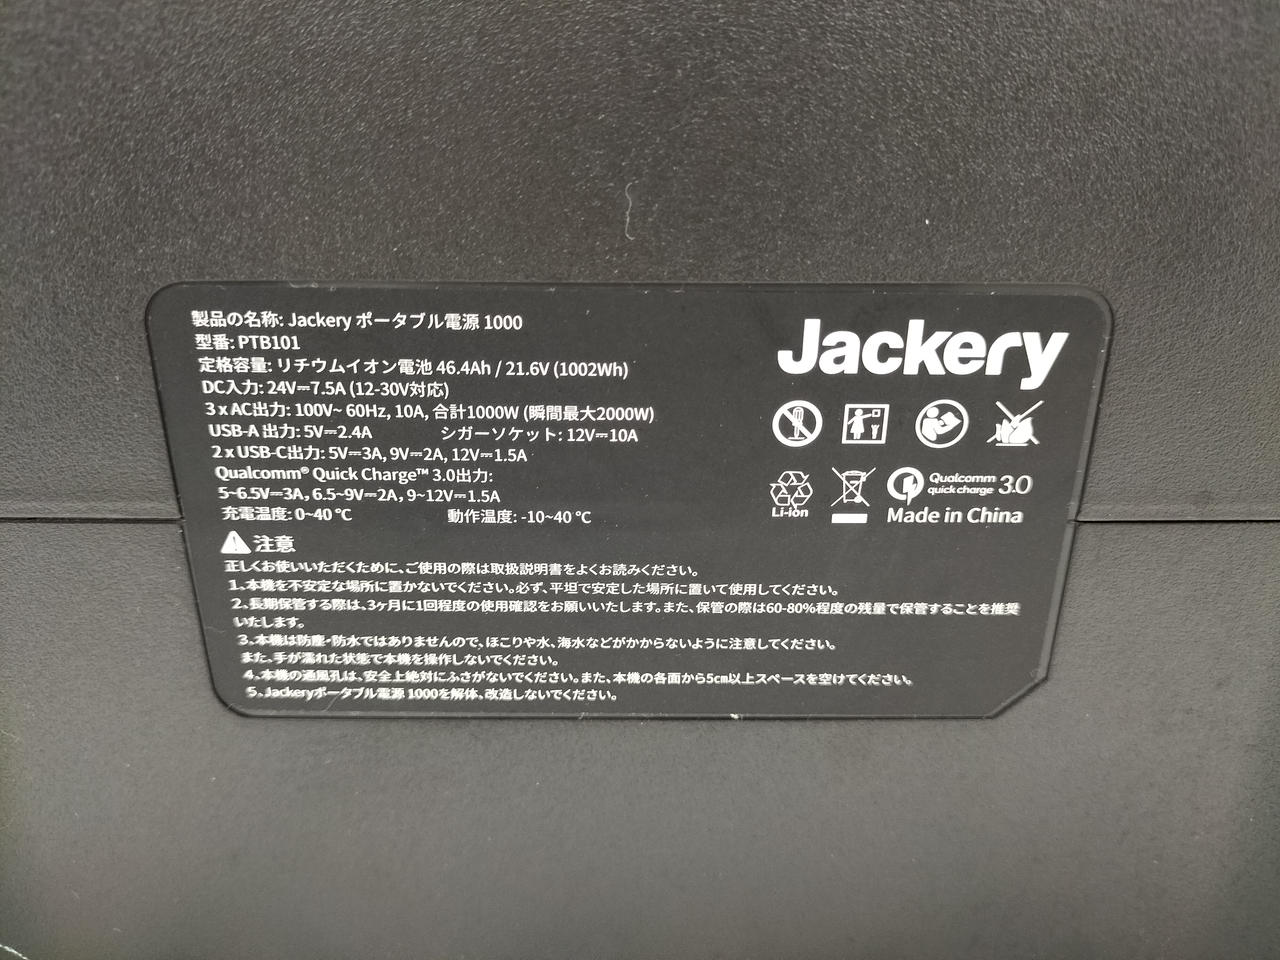 製品の名称: Jackery ポータブル電源 1000
型番: PTB101
定格容量: リチウムイオン電池 46.4Ah / 21.6V (1002Wh)
DC入力: 24V⎓7.5A (12-30V対応)
3 x AC出力: 100V~ 60Hz, 10A, 合計1000W (瞬間最大2000W)
USB-A 出力: 5V⎓2.4A シガーソケット: 12V⎓10A
2 x USB-C出力: 5V⎓3A, 9V⎓2A, 12V⎓1.5A
Qualcomm® Quick Charge™ 3.0出力:
5~6.5V⎓3A, 6.5~9V⎓2A, 9~12V⎓1.5A
充電温度: 0~40 °C 動作温度: -10~40 °C
注意
正しくお使いいただくために、ご使用の際は取扱説明書をよくお読みください。
1、本機を不安定な場所に置かないでください。必ず、平坦で安定した場所に置いて使用してください。
2、長期保管する際は、3ヶ月に1回程度の使用確認をお願いいたします。また、保管の際は60-80%程度の残量で保管することを推奨
いたします。
3、本機は防塵・防水ではありませんので、ほこりや水、海水などがかからないように注意してください。
また、手が濡れた状態で本機を操作しないでください。
4、本機の通風孔は、安全上絶対にふさがないでください。また、本機の各面から5cm以上スペースを空けてください。
5、Jackeryポータブル電源 1000を解体、改造しないでください。
Jackery
Li-ion
Qualcomm
quick charge 3.0
Made in China